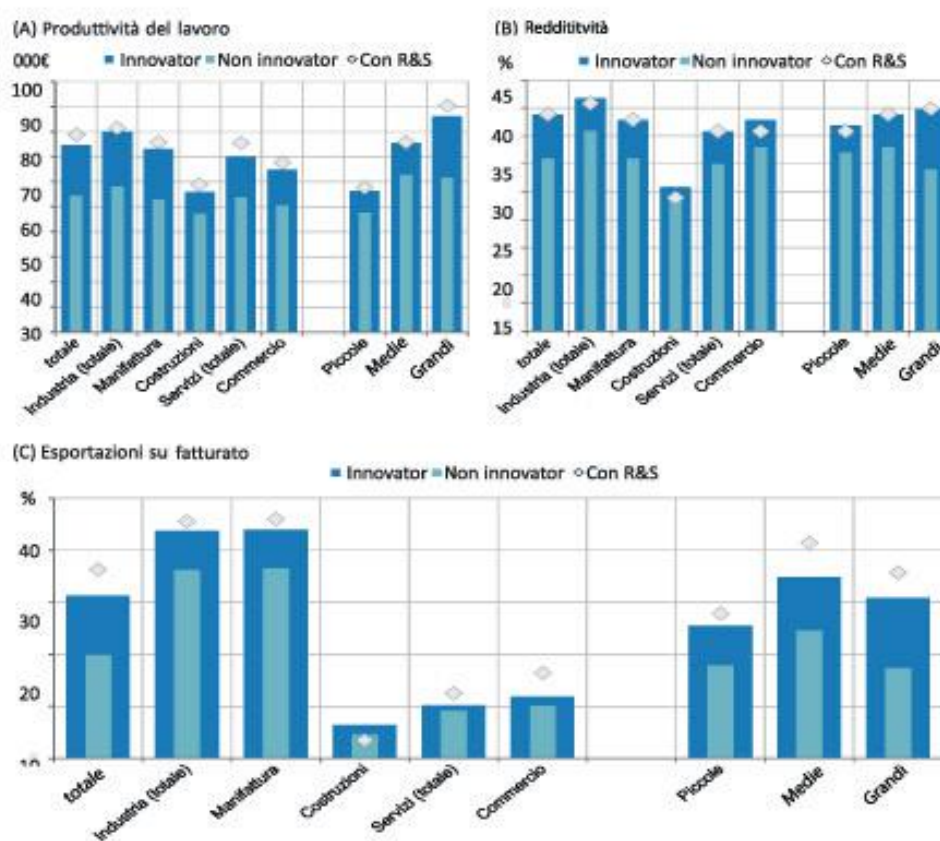 (A) Produttività del lavoro
000€ Innovator Non innovator Con R&S
100
90
80
70
60
50
40
30
totale
Industria (totale)
Manifattura
Costruzioni
Servizi (totale)
Commercio
Piccole
Medie
Grandi
(B) Reddititvità
% Innovator Non innovator Con R&S
45
40
35
30
25
20
15
totale
Industria (totale)
Manifattura
Costruzioni
Servizi (totale)
Commercio
Piccole
Medie
Grandi
(C) Esportazioni su fatturato
Innovator Non innovator Con R&S
%
40
30
20
10
totale
Industria (totale)
Manifattura
Costruzioni
Servizi (totale)
Commercio
Piccole
Medie
Grandi